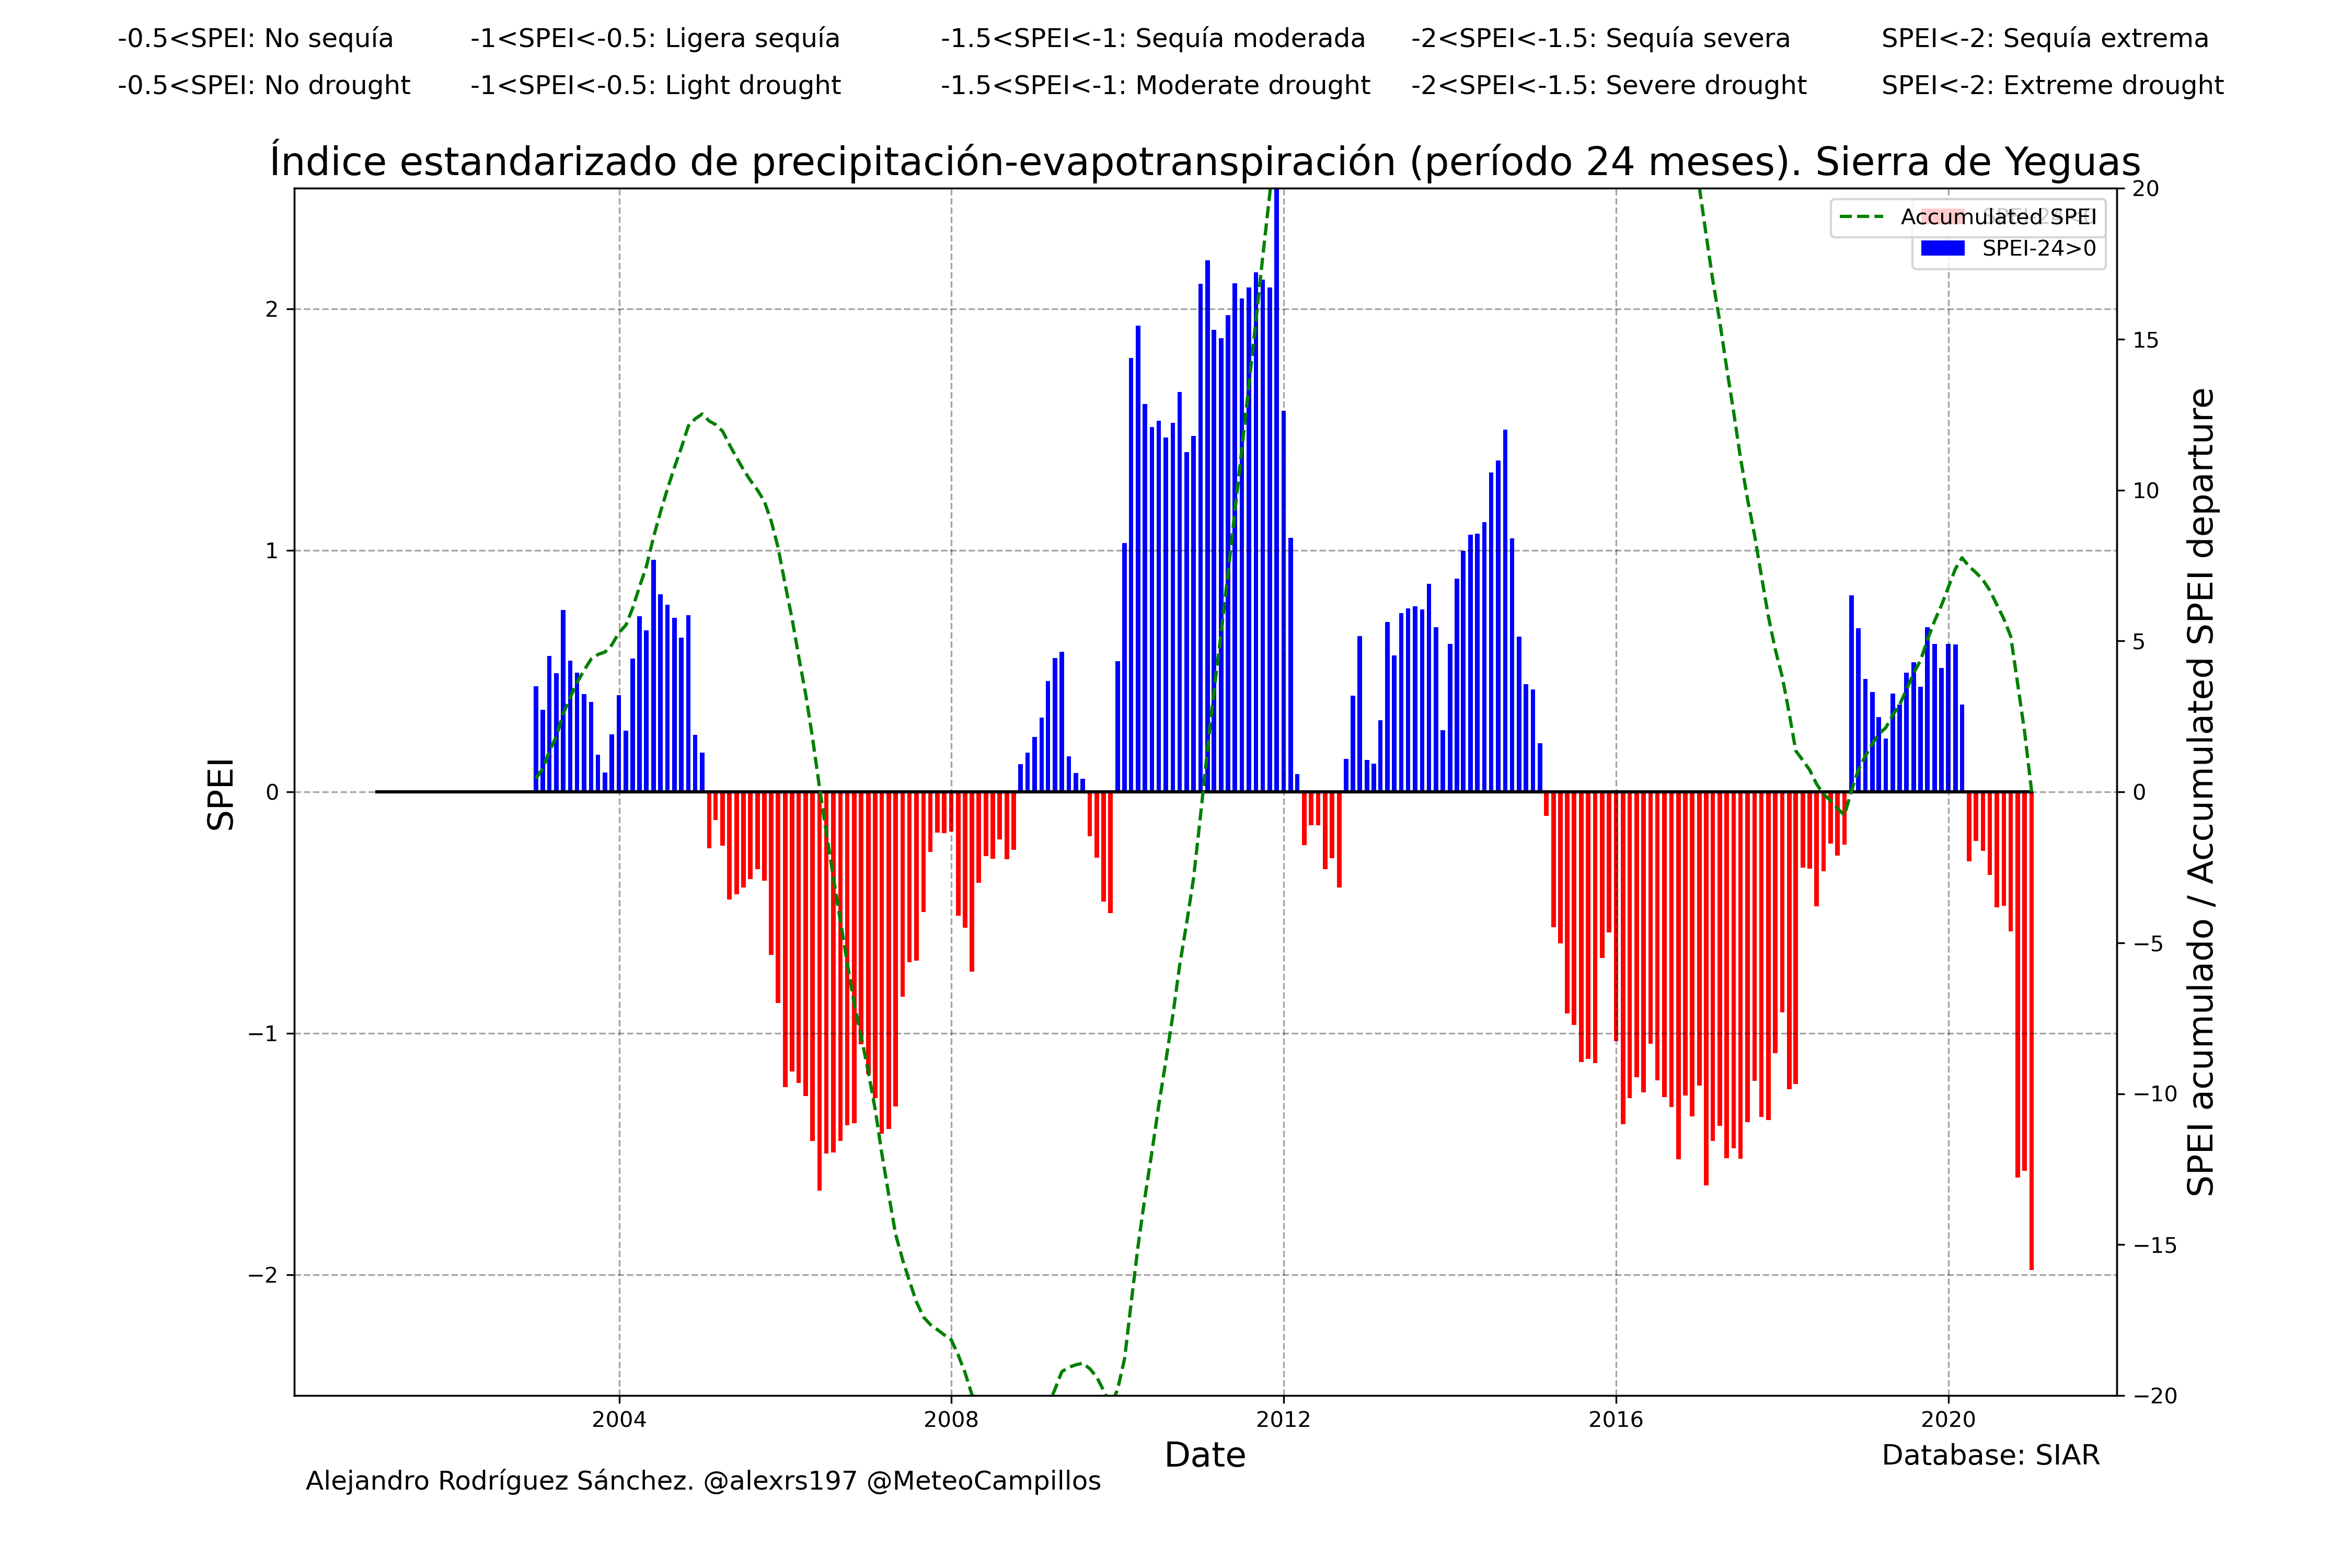 -0.5<SPEI: No sequía -1<SPEI<-0.5: Ligera sequía -1.5<SPEI<-1: Sequía moderada -2<SPEI<-1.5: Sequía severa SPEI<-2: Sequía extrema
-0.5<SPEI: No drought -1<SPEI<-0.5: Light drought -1.5<SPEI<-1: Moderate drought -2<SPEI<-1.5: Severe drought SPEI<-2: Extreme drought
Índice estandarizado de precipitación-evapotranspiración (período 24 meses). Sierra de Yeguas
Accumulated SPEI
SPEI-24>0
SPEI
2
1
0
−1
−2
20
15
10
5
0
−5
−10
−15
−20
SPEI acumulado / Accumulated SPEI departure
2004 2008 2012 2016 2020
Date
Database: SIAR
Alejandro Rodríguez Sánchez. @alexrs197 @MeteoCampillos